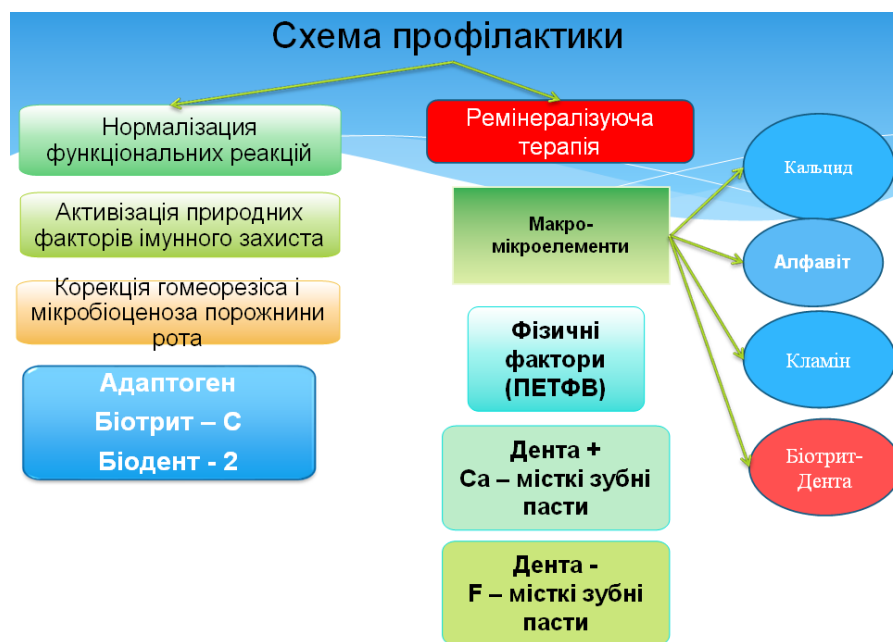 Схема профілактики
Нормалізация
функціональних реакцій
Активізація природних
факторів імунного захиста
Корекція гомеорезіса і
мікробіоценоза порожнини
рота
Адаптоген
Біотрит – С
Біодент - 2
Ремінералізуюча
терапія
Макро-
мікроелементи
Фізичні
фактори
(ПЕТФВ)
Дента +
Са – місткі зубні
пасти
Дента -
F – місткі зубні
пасти
Кальцид
Алфавіт
Кламін
Біотрит-
Дента